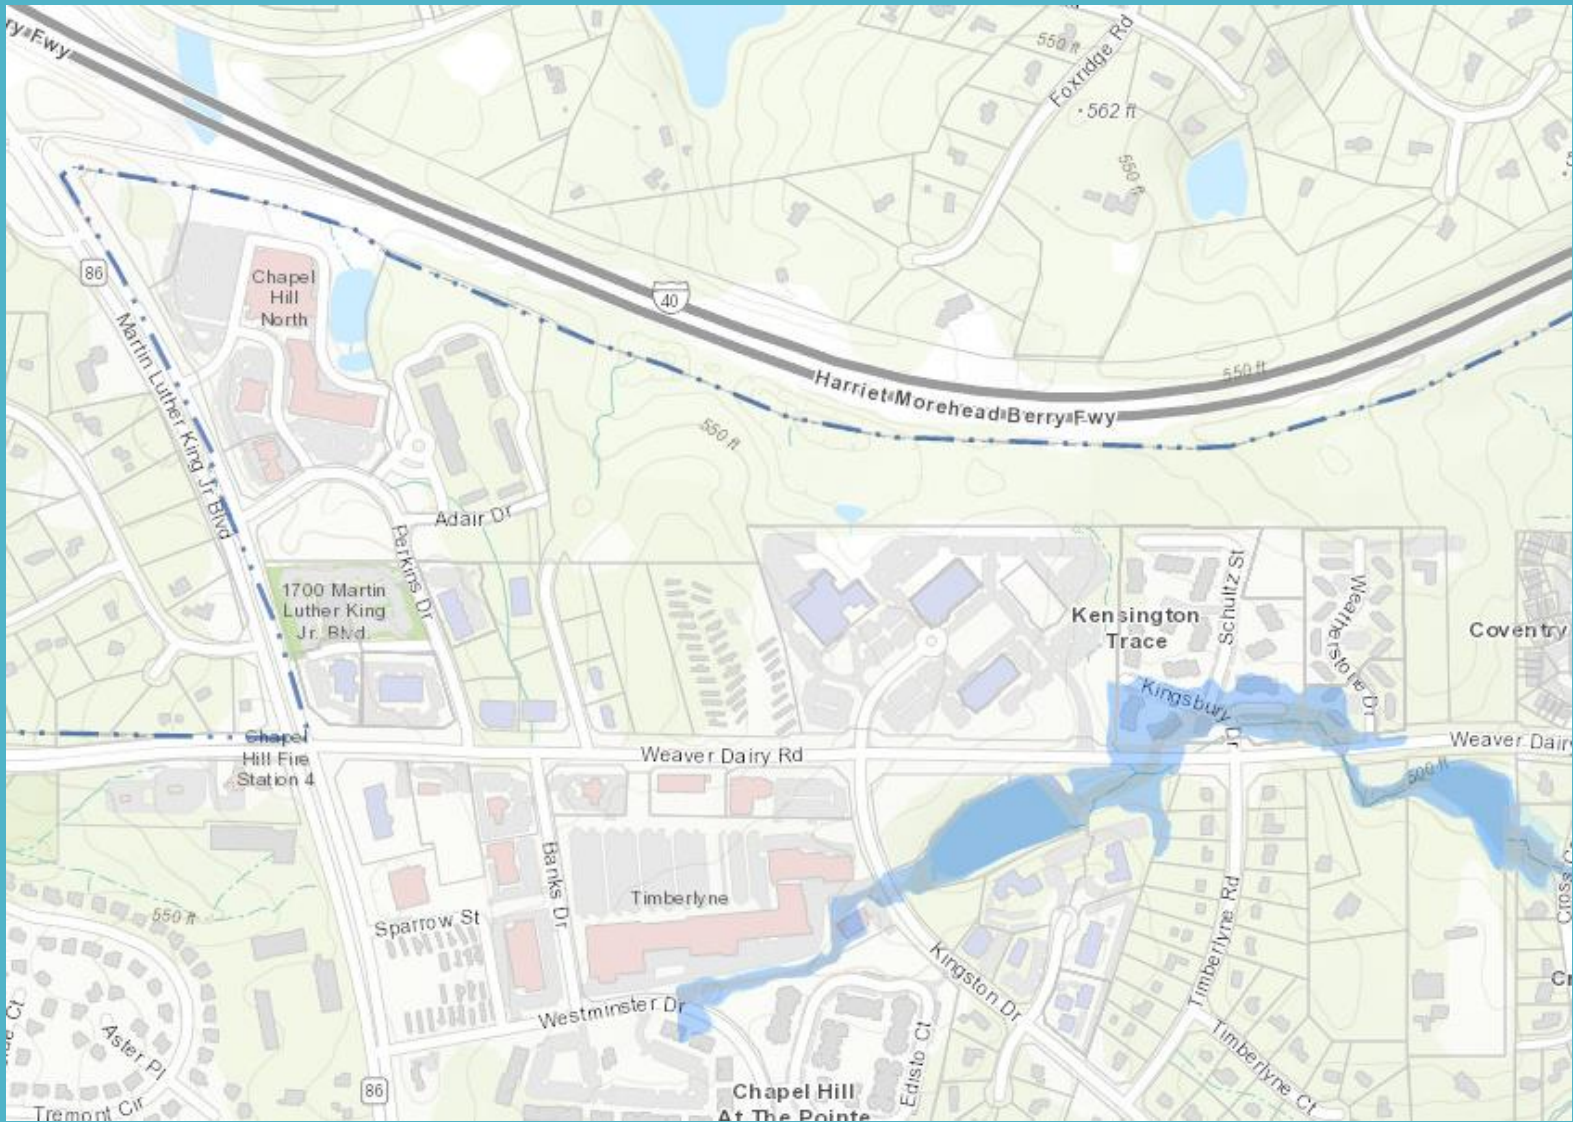 ry Fwy
550 ft
Foxridge Rd
562 ft
550 ft
86
Chapel
Hill
North
40
Martin Luther King Jr Blvd
Harriet Morehead Berry Fwy
550 ft
550 ft
Adair Dr
Perkins Dr
1700 Martin
Luther King
Jr. Blvd.
Kensington
Trace
Schultz St
Weatherstone Dr
Coventry
Kingsbury Dr
Chapel
Hill Fire
Station 4
Weaver Dairy Rd
Weaver Dair
500 ft
Banks Dr
Timberlyne
Sparrow St
550 ft
Timberlyne Rd
Kingston Dr
Westminster Dr
Edisto Ct
Aster Pl
Timberlyne Ct
86
Chapel Hill
At The Pointe
Tremont Cir